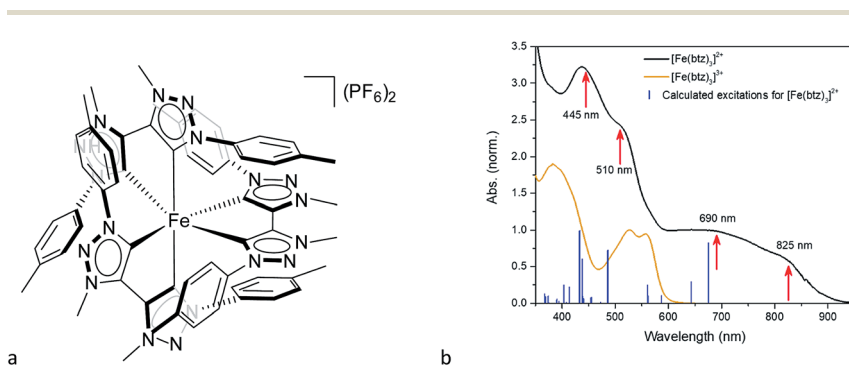 N
N
N
(PF6)2
NH
N
N
N
N
N
Fe
N
N
N
N
N
N
N
N
N
a
3.5
3.0
2.5
2.0
1.5
1.0
0.5
0.0
Abs. (norm.)
[Fe(btz)3]2+
[Fe(btz)3]3+
Calculated excitations for [Fe(btz)3]2+
445 nm
510 nm
690 nm
825 nm
400 500 600 700 800 900
Wavelength (nm)
b